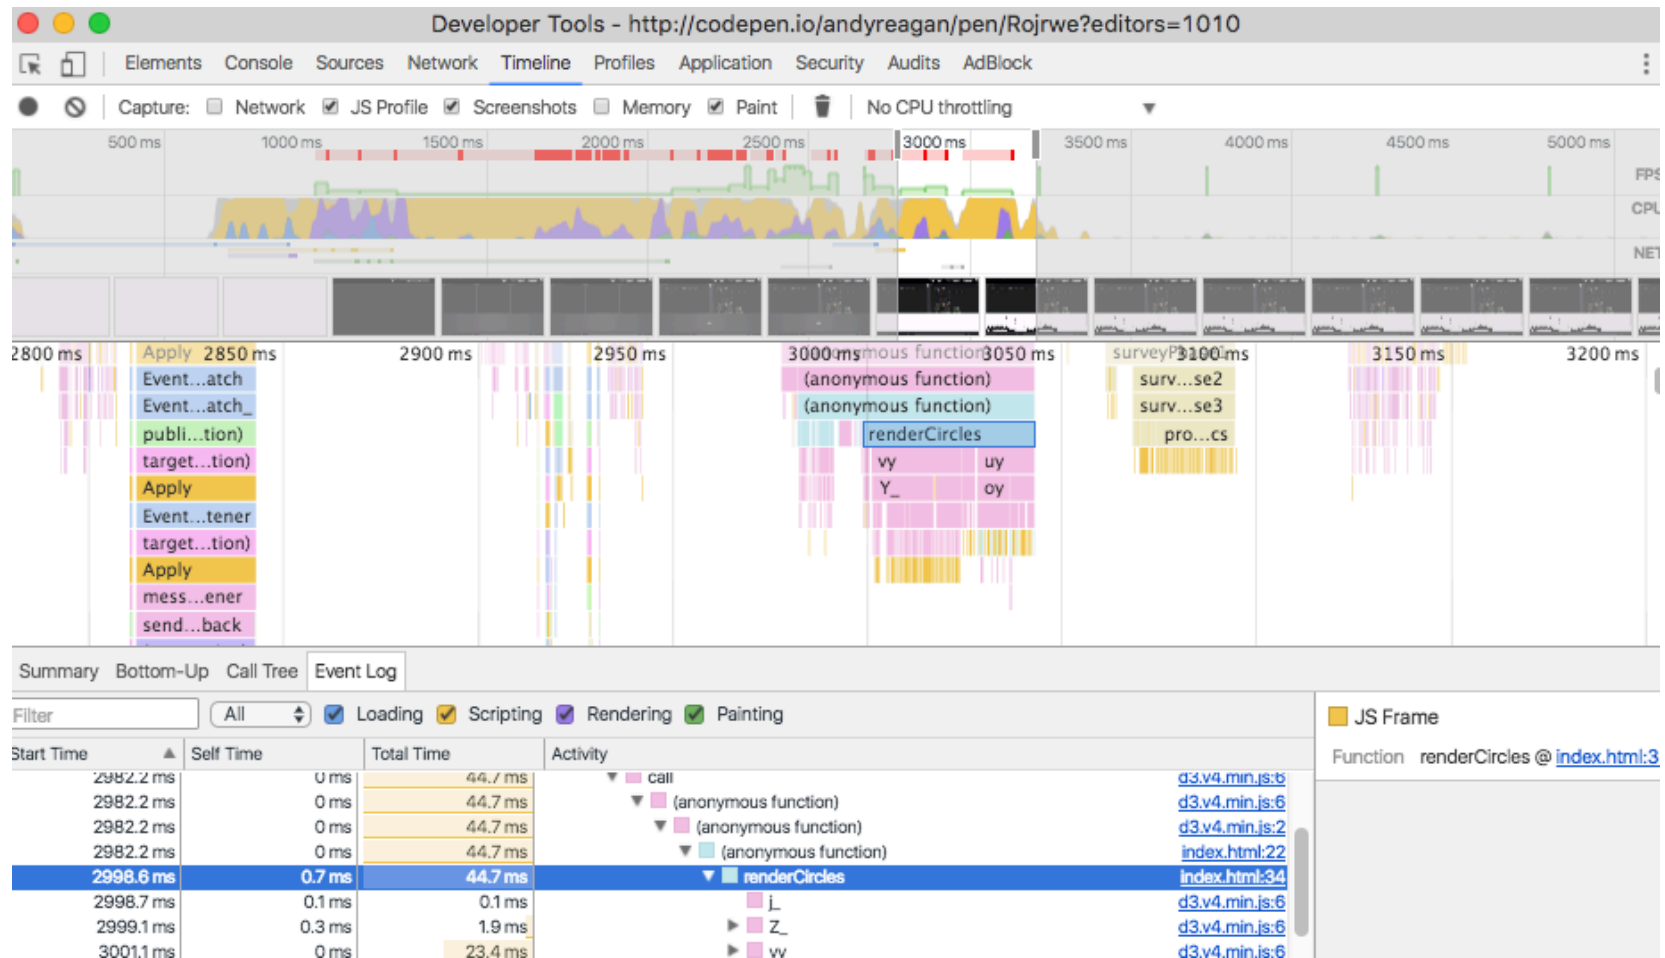 Developer Tools - http://codepen.io/andyreagan/pen/Rojrwe?editors=1010
Elements Console Sources Network Timeline Profiles Application Security Audits AdBlock
Capture: Network JS Profile Screenshots Memory Paint No CPU throttling
500 ms 1000 ms 1500 ms 2000 ms 2500 ms 3000 ms 3500 ms 4000 ms 4500 ms 5000 ms
FPS
CPU
NET
2800 ms Apply 2850 ms 2900 ms 2950 ms 3000 ms 3050 ms 3100 ms 3150 ms 3200 ms
Event...atch (anonymous function) surv...se2
Event...atch_ (anonymous function) surv...se3
publi...tion) renderCircles pro...cs
target...tion) vy uy
Apply Y_ oy
Event...tener
target...tion)
Apply
mess...ener
send...back
Summary Bottom-Up Call Tree Event Log
Filter All Loading Scripting Rendering Painting
JS Frame
Start Time Self Time Total Time Activity
Function renderCircles @ index.html:3
2982.2 ms 0 ms 44.7 ms call d3.v4.min.js:6
2982.2 ms 0 ms 44.7 ms (anonymous function) d3.v4.min.js:6
2982.2 ms 0 ms 44.7 ms (anonymous function) d3.v4.min.js:2
2982.2 ms 0 ms 44.7 ms (anonymous function) index.html:22
2998.6 ms 0.7 ms 44.7 ms renderCircles index.html:34
2998.7 ms 0.1 ms 0.1 ms j_ d3.v4.min.js:6
2999.1 ms 0.3 ms 1.9 ms Z_ d3.v4.min.js:6
3001.1 ms 0 ms 23.4 ms vy d3.v4.min.js:6